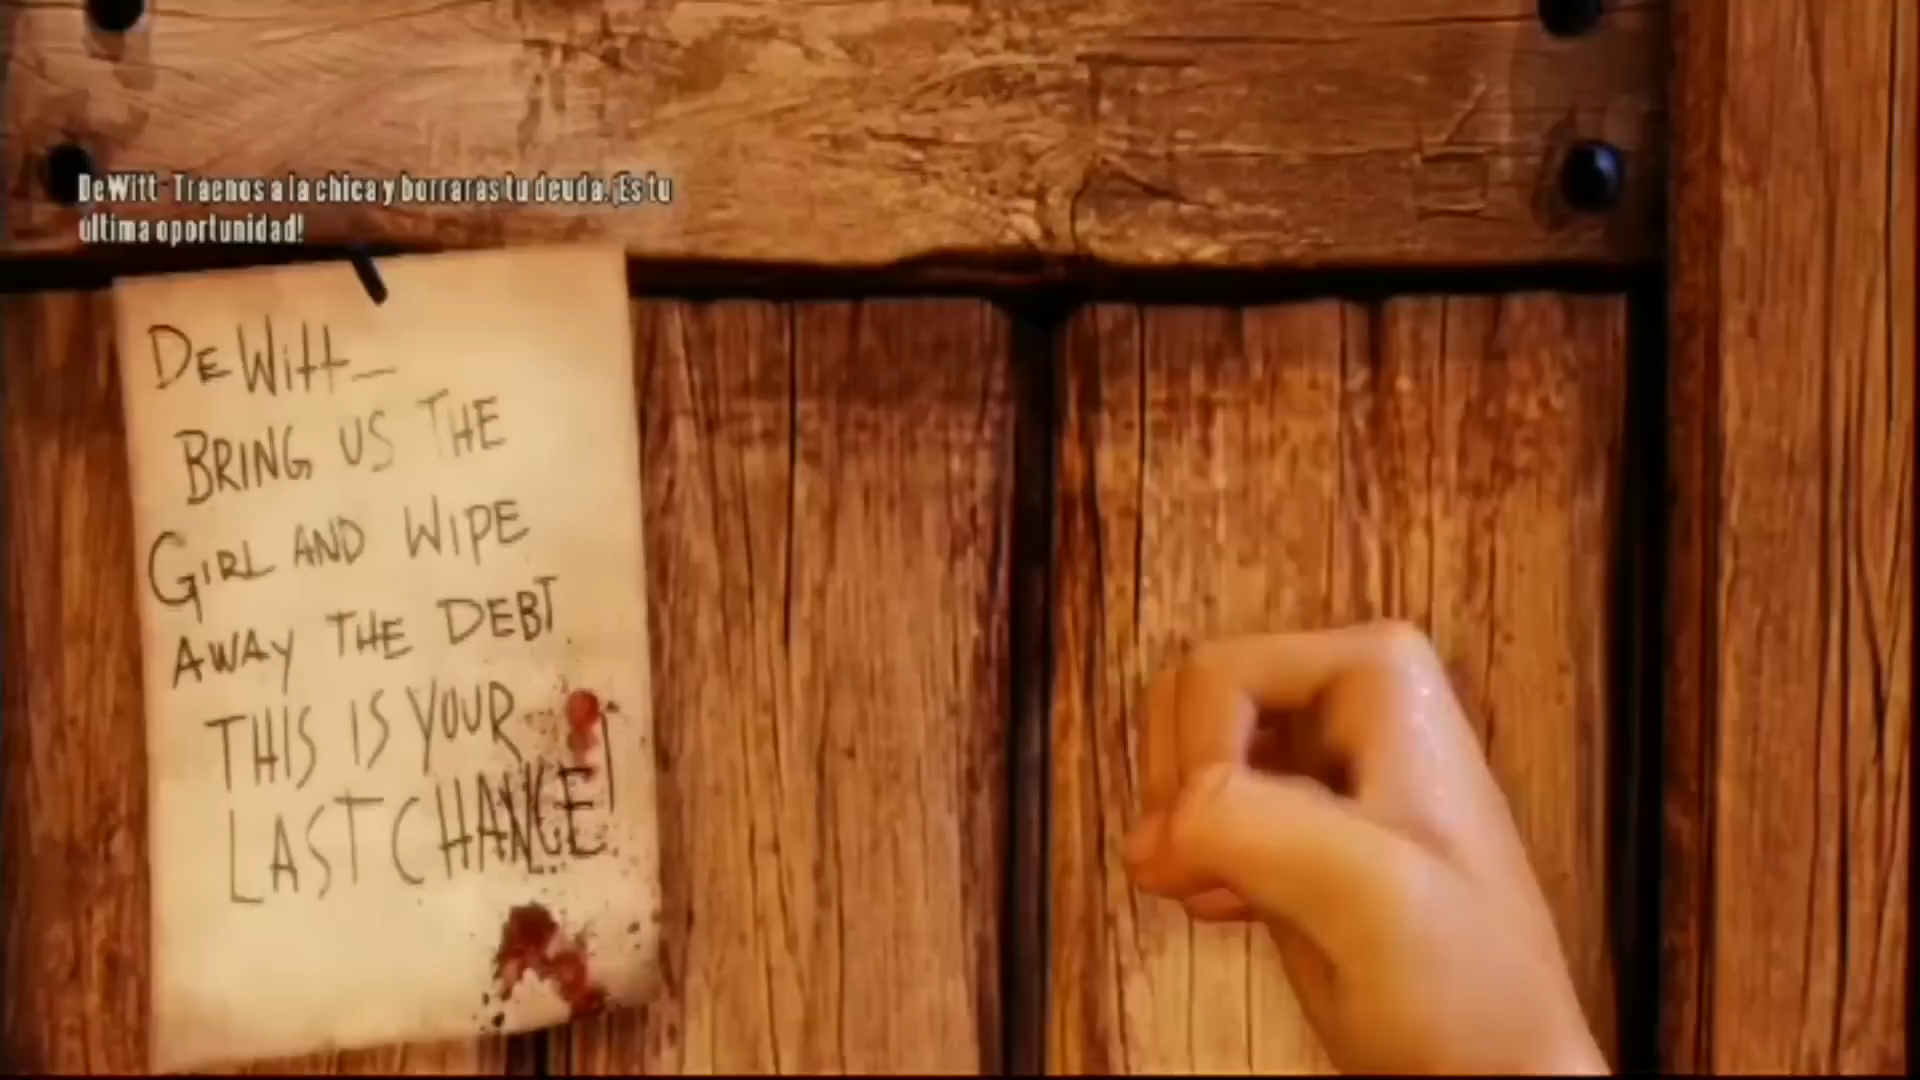 DeWitt - Traenos a la chica y borraras tu deuda. ¡Es tu
última oportunidad!
DeWitt_
BRING US THE
GIRL AND WIPE
AWAY THE DEBT
THIS IS YOUR
LAST CHANCE!